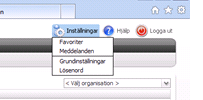 n
Inställningar Hjälp Logga ut
Favoriter
Meddelanden
Grundinställningar
Lösenord
< Välj organisation >